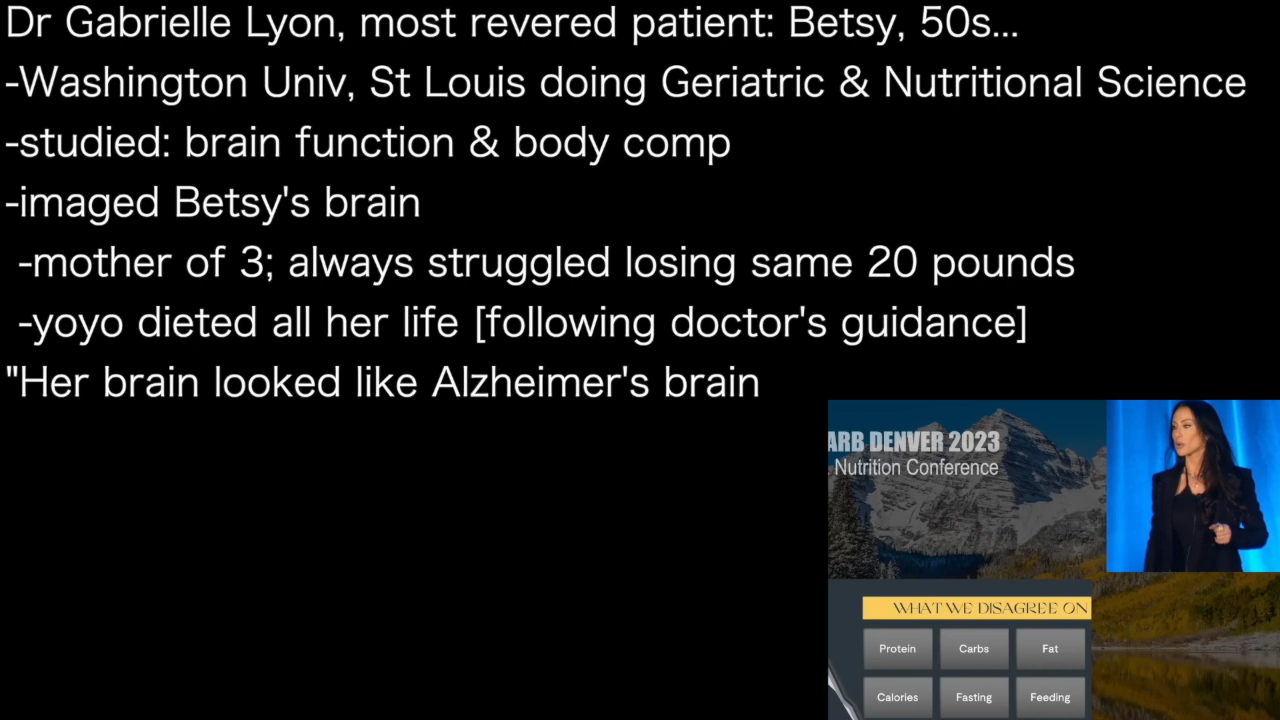 Dr Gabrielle Lyon, most revered patient: Betsy, 50s...
-Washington Univ, St Louis doing Geriatric & Nutritional Science
-studied: brain function & body comp
-imaged Betsy's brain
-mother of 3; always struggled losing same 20 pounds
-yoyo dieted all her life [following doctor's guidance]
"Her brain looked like Alzheimer's brain
ARB DENVER 2023
Nutrition Conference
WHAT WE DISAGREE ON
Protein Carbs Fat
Calories Fasting Feeding